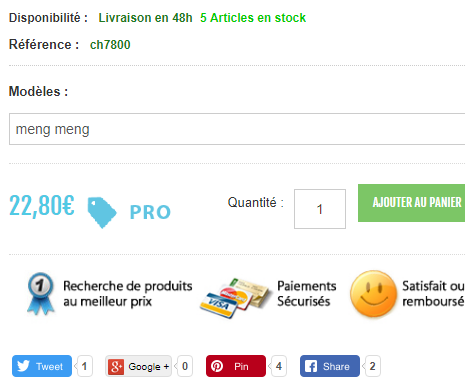 Disponibilité : Livraison en 48h 5 Articles en stock
Référence : ch7800
Modèles :
meng meng
22,80€ PRO Quantité : 1 AJOUTER AU PANIER
1 Recherche de produits au meilleur prix
VISA Paiements Sécurisés
Satisfait ou remboursé
Tweet 1 Google + 0 Pin 4 Share 2